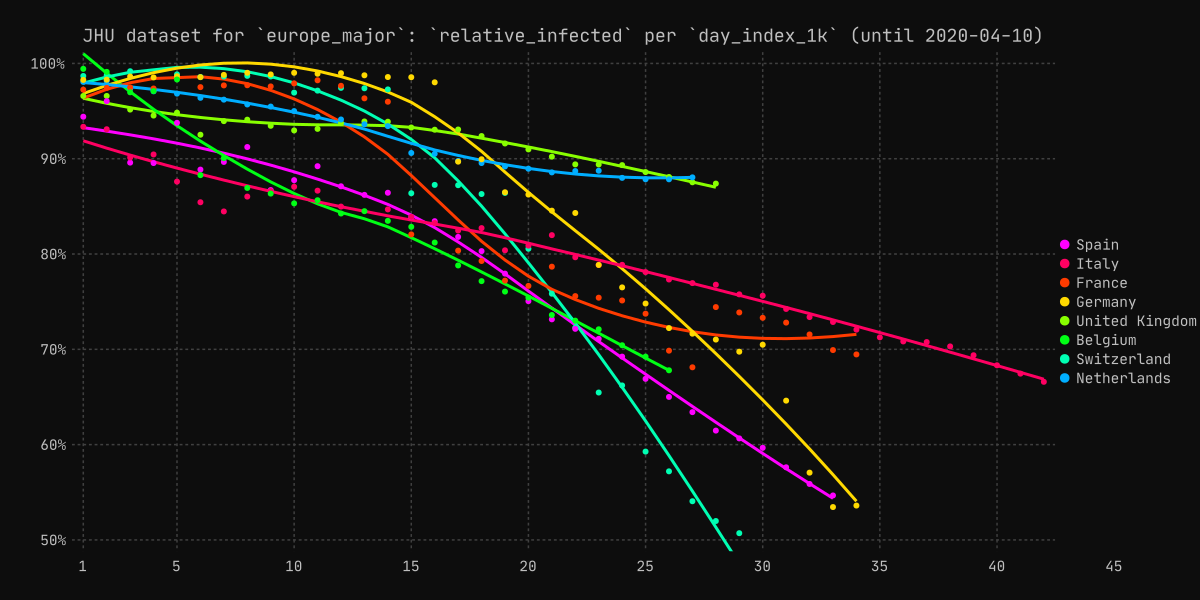 JHU dataset for `europe_major`: `relative_infected` per `day_index_1k` (until 2020-04-10)
100%
90%
80%
70%
60%
50%
1 5 10 15 20 25 30 35 40 45
Spain
Italy
France
Germany
United Kingdom
Belgium
Switzerland
Netherlands